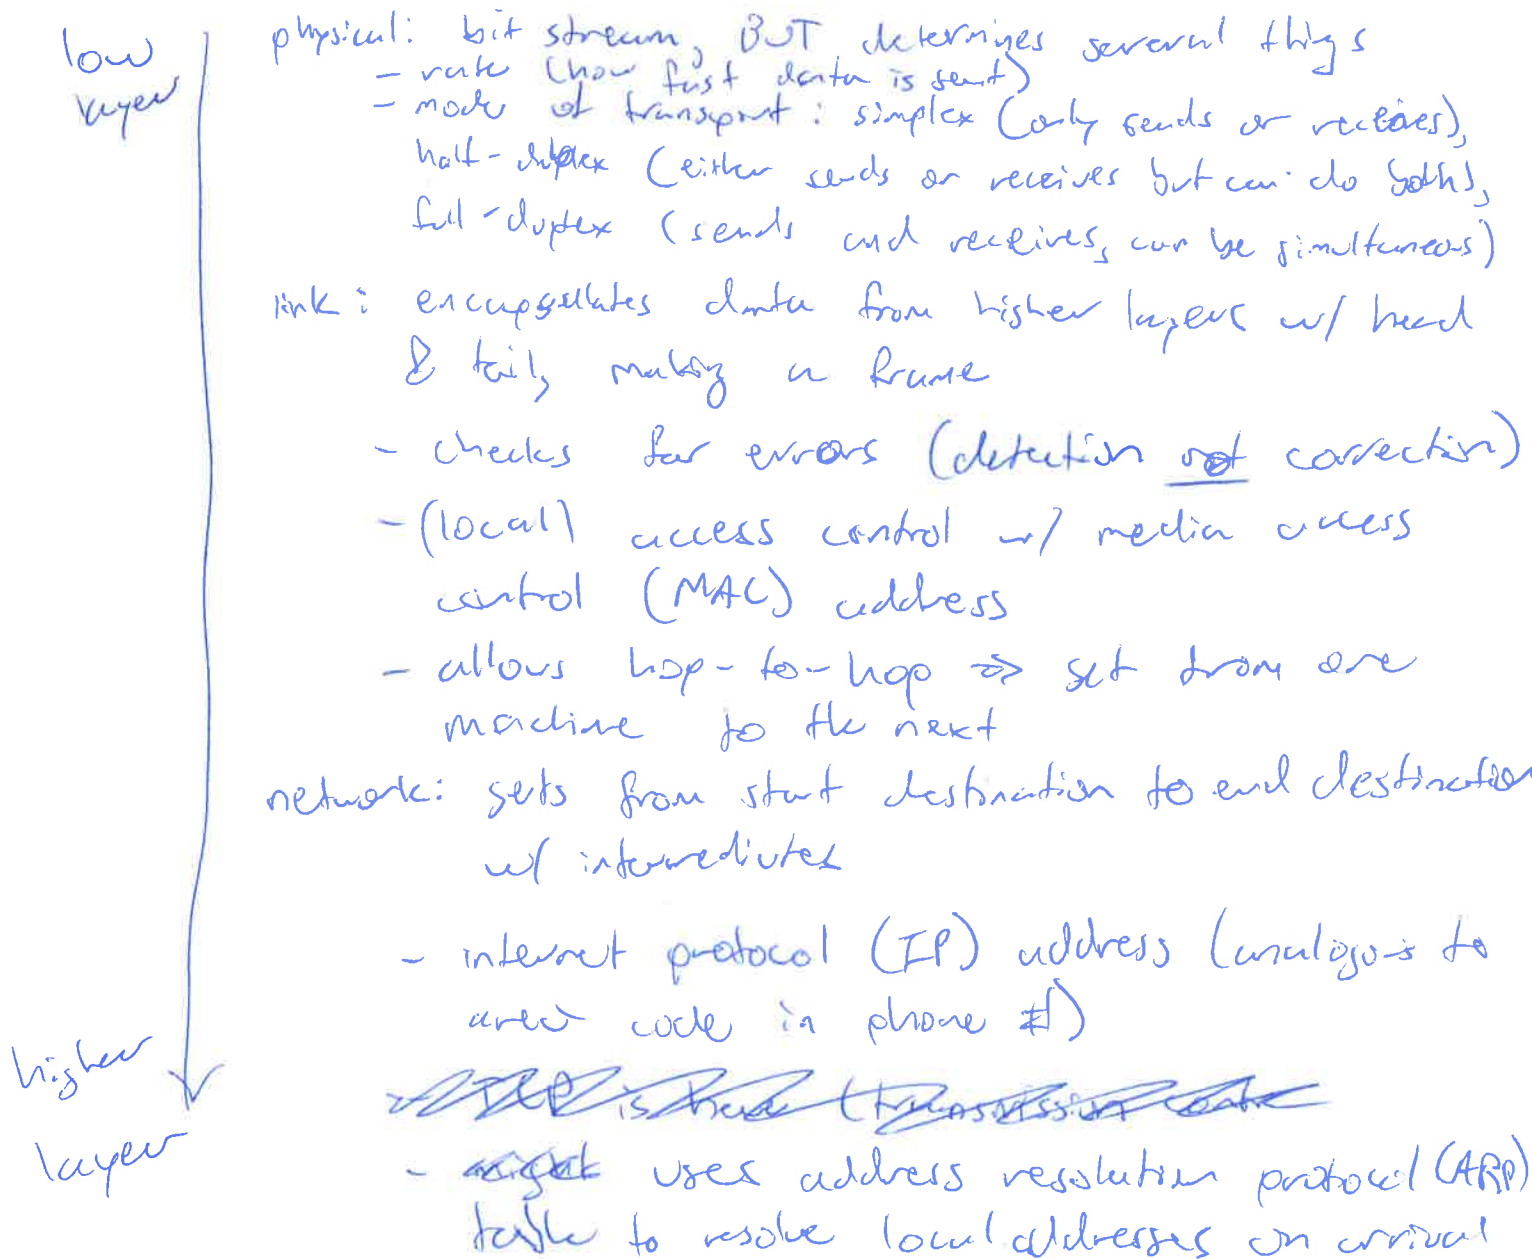 low
layer
physical: bit stream, BUT determines several things
- rate (how fast data is sent)
- mode of transport: simplex (only sends or receives),
half-duplex (either sends or receives but can do both),
full-duplex (sends and receives, can be simultaneous)
link: encapsulates data from higher layers w/ head
& tail, making a frame
- checks for errors (detection not correction)
- (local) access control w/ media access
control (MAC) address
- allows hop-to-hop => get from one
machine to the next
network: gets from start destination to end destination
w/ intermediates
- internet protocol (IP) address (analogous to
area code in phone #)
higher
layer
is here (transmission
- uses address resolution protocol (ARP)
table to resolve local addresses on arrival